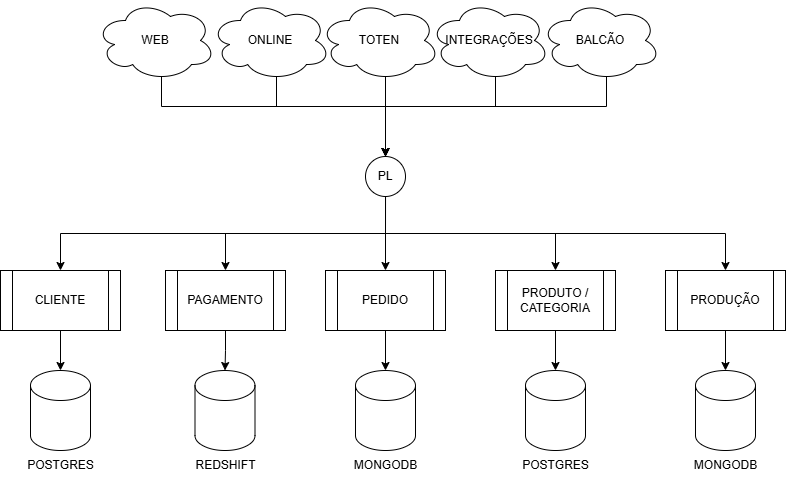 WEB
ONLINE
TOTEN
INTEGRAÇÕES
BALCÃO
PL
CLIENTE
PAGAMENTO
PEDIDO
PRODUTO /
CATEGORIA
PRODUÇÃO
POSTGRES
REDSHIFT
MONGODB
POSTGRES
MONGODB